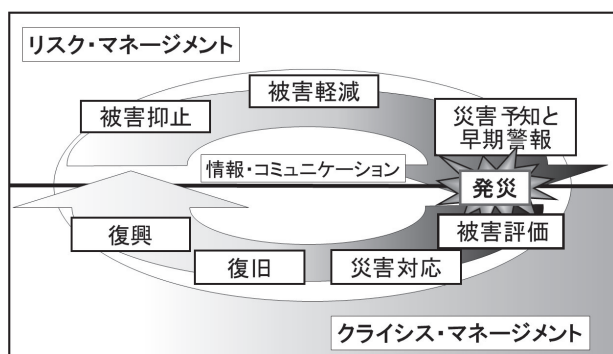 リスク・マネージメント
被害軽減
被害抑止
災害予知と
早期警報
情報・コミュニケーション
発災
復興
被害評価
復旧
災害対応
クライシス・マネージメント